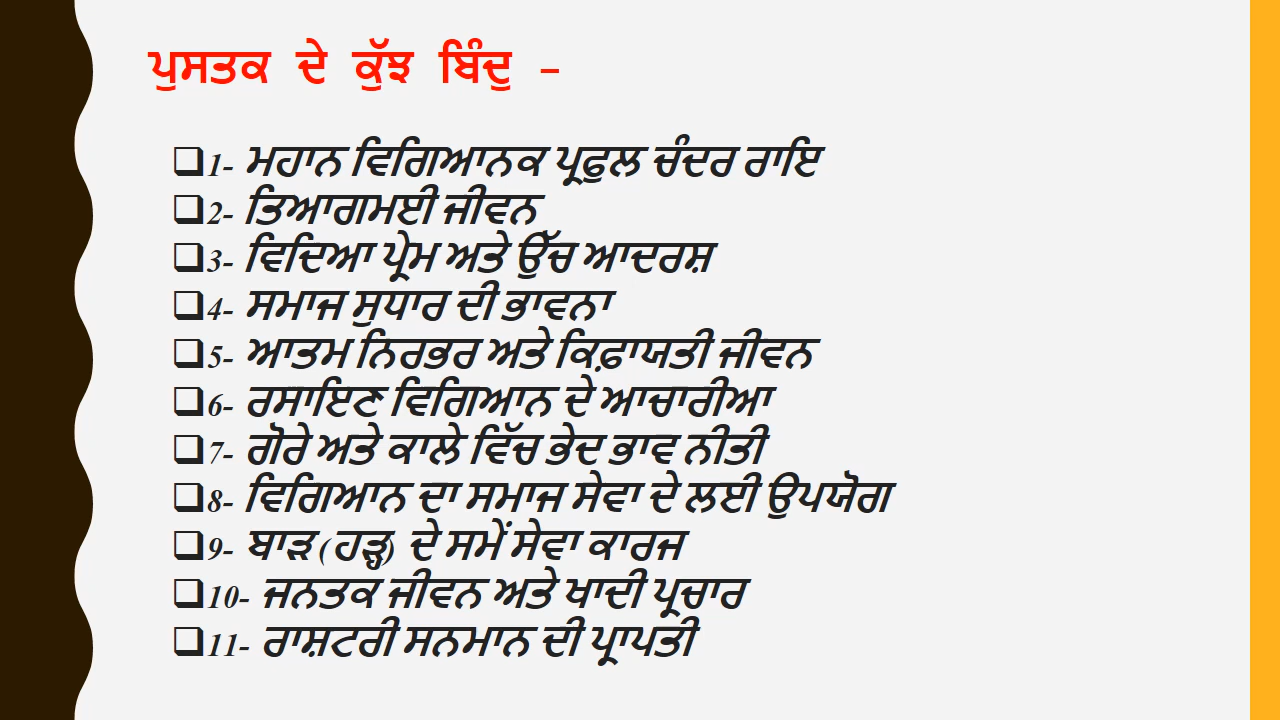 ਪੁਸਤਕ ਦੇ ਕੁੱਝ ਬਿੰਦੁ –
❑1- ਮਹਾਨ ਵਿਗਿਆਨਕ ਪ੍ਰਫੁਲ ਚੰਦਰ ਰਾਇ
❑2- ਤਿਆਗਮਈ ਜੀਵਨ
❑3- ਵਿਦਿਆ ਪ੍ਰੇਮ ਅਤੇ ਉੱਚ ਆਦਰਸ਼
❑4- ਸਮਾਜ ਸੁਧਾਰ ਦੀ ਭਾਵਨਾ
❑5- ਆਤਮ ਨਿਰਭਰ ਅਤੇ ਕਿਫ਼ਾਯਤੀ ਜੀਵਨ
❑6- ਰਸਾਇਣ ਵਿਗਿਆਨ ਦੇ ਆਚਾਰੀਆ
❑7- ਗੋਰੇ ਅਤੇ ਕਾਲੇ ਵਿੱਚ ਭੇਦ ਭਾਵ ਨੀਤੀ
❑8- ਵਿਗਿਆਨ ਦਾ ਸਮਾਜ ਸੇਵਾ ਦੇ ਲਈ ਉਪਯੋਗ
❑9- ਬਾੜ (ਹੜ੍ਹ) ਦੇ ਸਮੇਂ ਸੇਵਾ ਕਾਰਜ
❑10- ਜਨਤਕ ਜੀਵਨ ਅਤੇ ਖਾਦੀ ਪ੍ਰਚਾਰ
❑11- ਰਾਸ਼ਟਰੀ ਸਨਮਾਨ ਦੀ ਪ੍ਰਾਪਤੀ